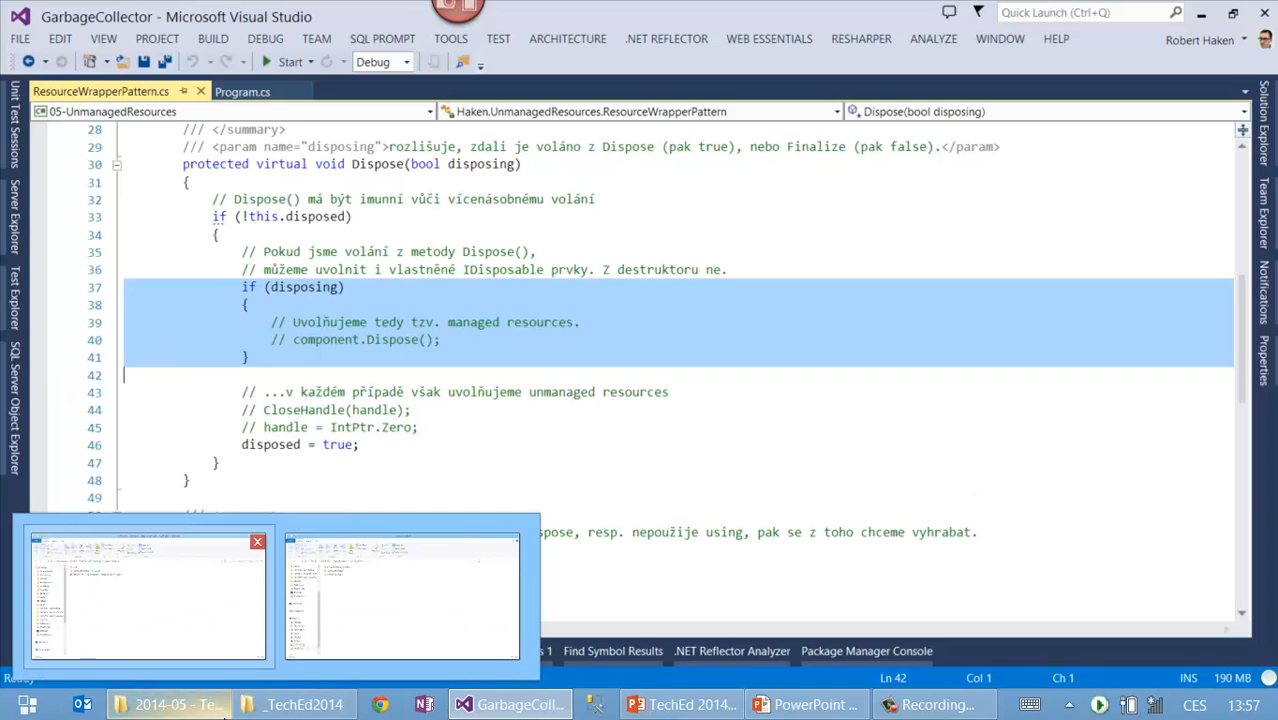 GarbageCollector - Microsoft Visual Studio
Quick Launch (Ctrl+Q)
FILE EDIT VIEW PROJECT BUILD DEBUG TEAM SQL PROMPT TOOLS TEST ARCHITECTURE .NET REFLECTOR WEB ESSENTIALS RESHARPER ANALYZE WINDOW HELP
Robert Haken
Start
Debug
ResourceWrapperPattern.cs
Program.cs
05-UnmanagedResources
Haken.UnmanagedResources.ResourceWrapperPattern
Dispose(bool disposing)
Unit Test Sessions
Server Explorer
Test Explorer
SQL Server Object Explorer
28 /// </summary>
29 /// <param name="disposing">rozlišuje, zdali je voláno z Dispose (pak true), nebo Finalize (pak false).</param>
30 protected virtual void Dispose(bool disposing)
31 {
32 // Dispose() má být imunní vůči vícenásobnému volání
33 if (!this.disposed)
34 {
35 // Pokud jsme volání z metody Dispose(),
36 // můžeme uvolnit i vlastněné IDisposable prvky. Z destruktoru ne.
37 if (disposing)
38 {
39 // Uvolňujeme tedy tzv. managed resources.
40 // component.Dispose();
41 }
42
43 // ...v každém případě však uvolňujeme unmanaged resources
44 // CloseHandle(handle);
45 // handle = IntPtr.Zero;
46 disposed = true;
47 }
48 }
49
spose, resp. nepoužije using, pak se z toho chceme vyhrabat.
Solution Explorer
Team Explorer
Notifications
Properties
1 Find Symbol Results .NET Reflector Analyzer Package Manager Console
Ln 42
Col 1
Ch 1
INS
190 MB
2014-05 - Te...
_TechEd2014
GarbageColl...
TechEd 2014...
PowerPoint ...
Recording...
CES
13:57